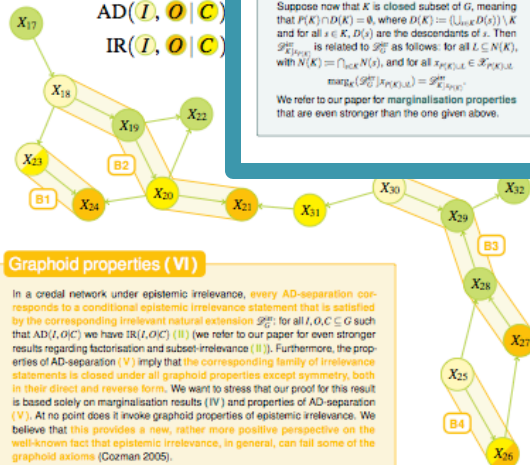 AD(I, O | C)
IR(I, O | C)
Suppose now that K is closed subset of G, meaning
that P(K) ∩ D(K) = ∅, where D(K) := (∪s∈K D(s)) \ K
and for all s ∈ K, D(s) are the descendants of s. Then
is related to as follows: for all L ⊆ N(K),
with N(K) := ∩s∈K N(s), and for all
We refer to our paper for marginalisation properties
that are even stronger than the one given above.
X17
X18
X19
X22
X23
B2
X20
B1
X24
X21
X31
X30
X32
X29
B3
X28
X27
X25
B4
X26
Graphoid properties ( VI )
In a credal network under epistemic irrelevance, every AD-separation cor-
responds to a conditional epistemic irrelevance statement that is satisfied
by the corresponding irrelevant natural extension : for all I, O, C ⊆ G such
that AD(I, O|C) we have IR(I, O|C) ( II ) (we refer to our paper for even stronger
results regarding factorisation and subset-irrelevance ( II )). Furthermore, the prop-
erties of AD-separation ( V ) imply that the corresponding family of irrelevance
statements is closed under all graphoid properties except symmetry, both
in their direct and reverse form. We want to stress that our proof for this result
is based solely on marginalisation results ( IV ) and properties of AD-separation
( V ). At no point does it invoke graphoid properties of epistemic irrelevance. We
believe that this provides a new, rather more positive perspective on the
well-known fact that epistemic irrelevance, in general, can fail some of the
graphoid axioms (Cozman 2005).